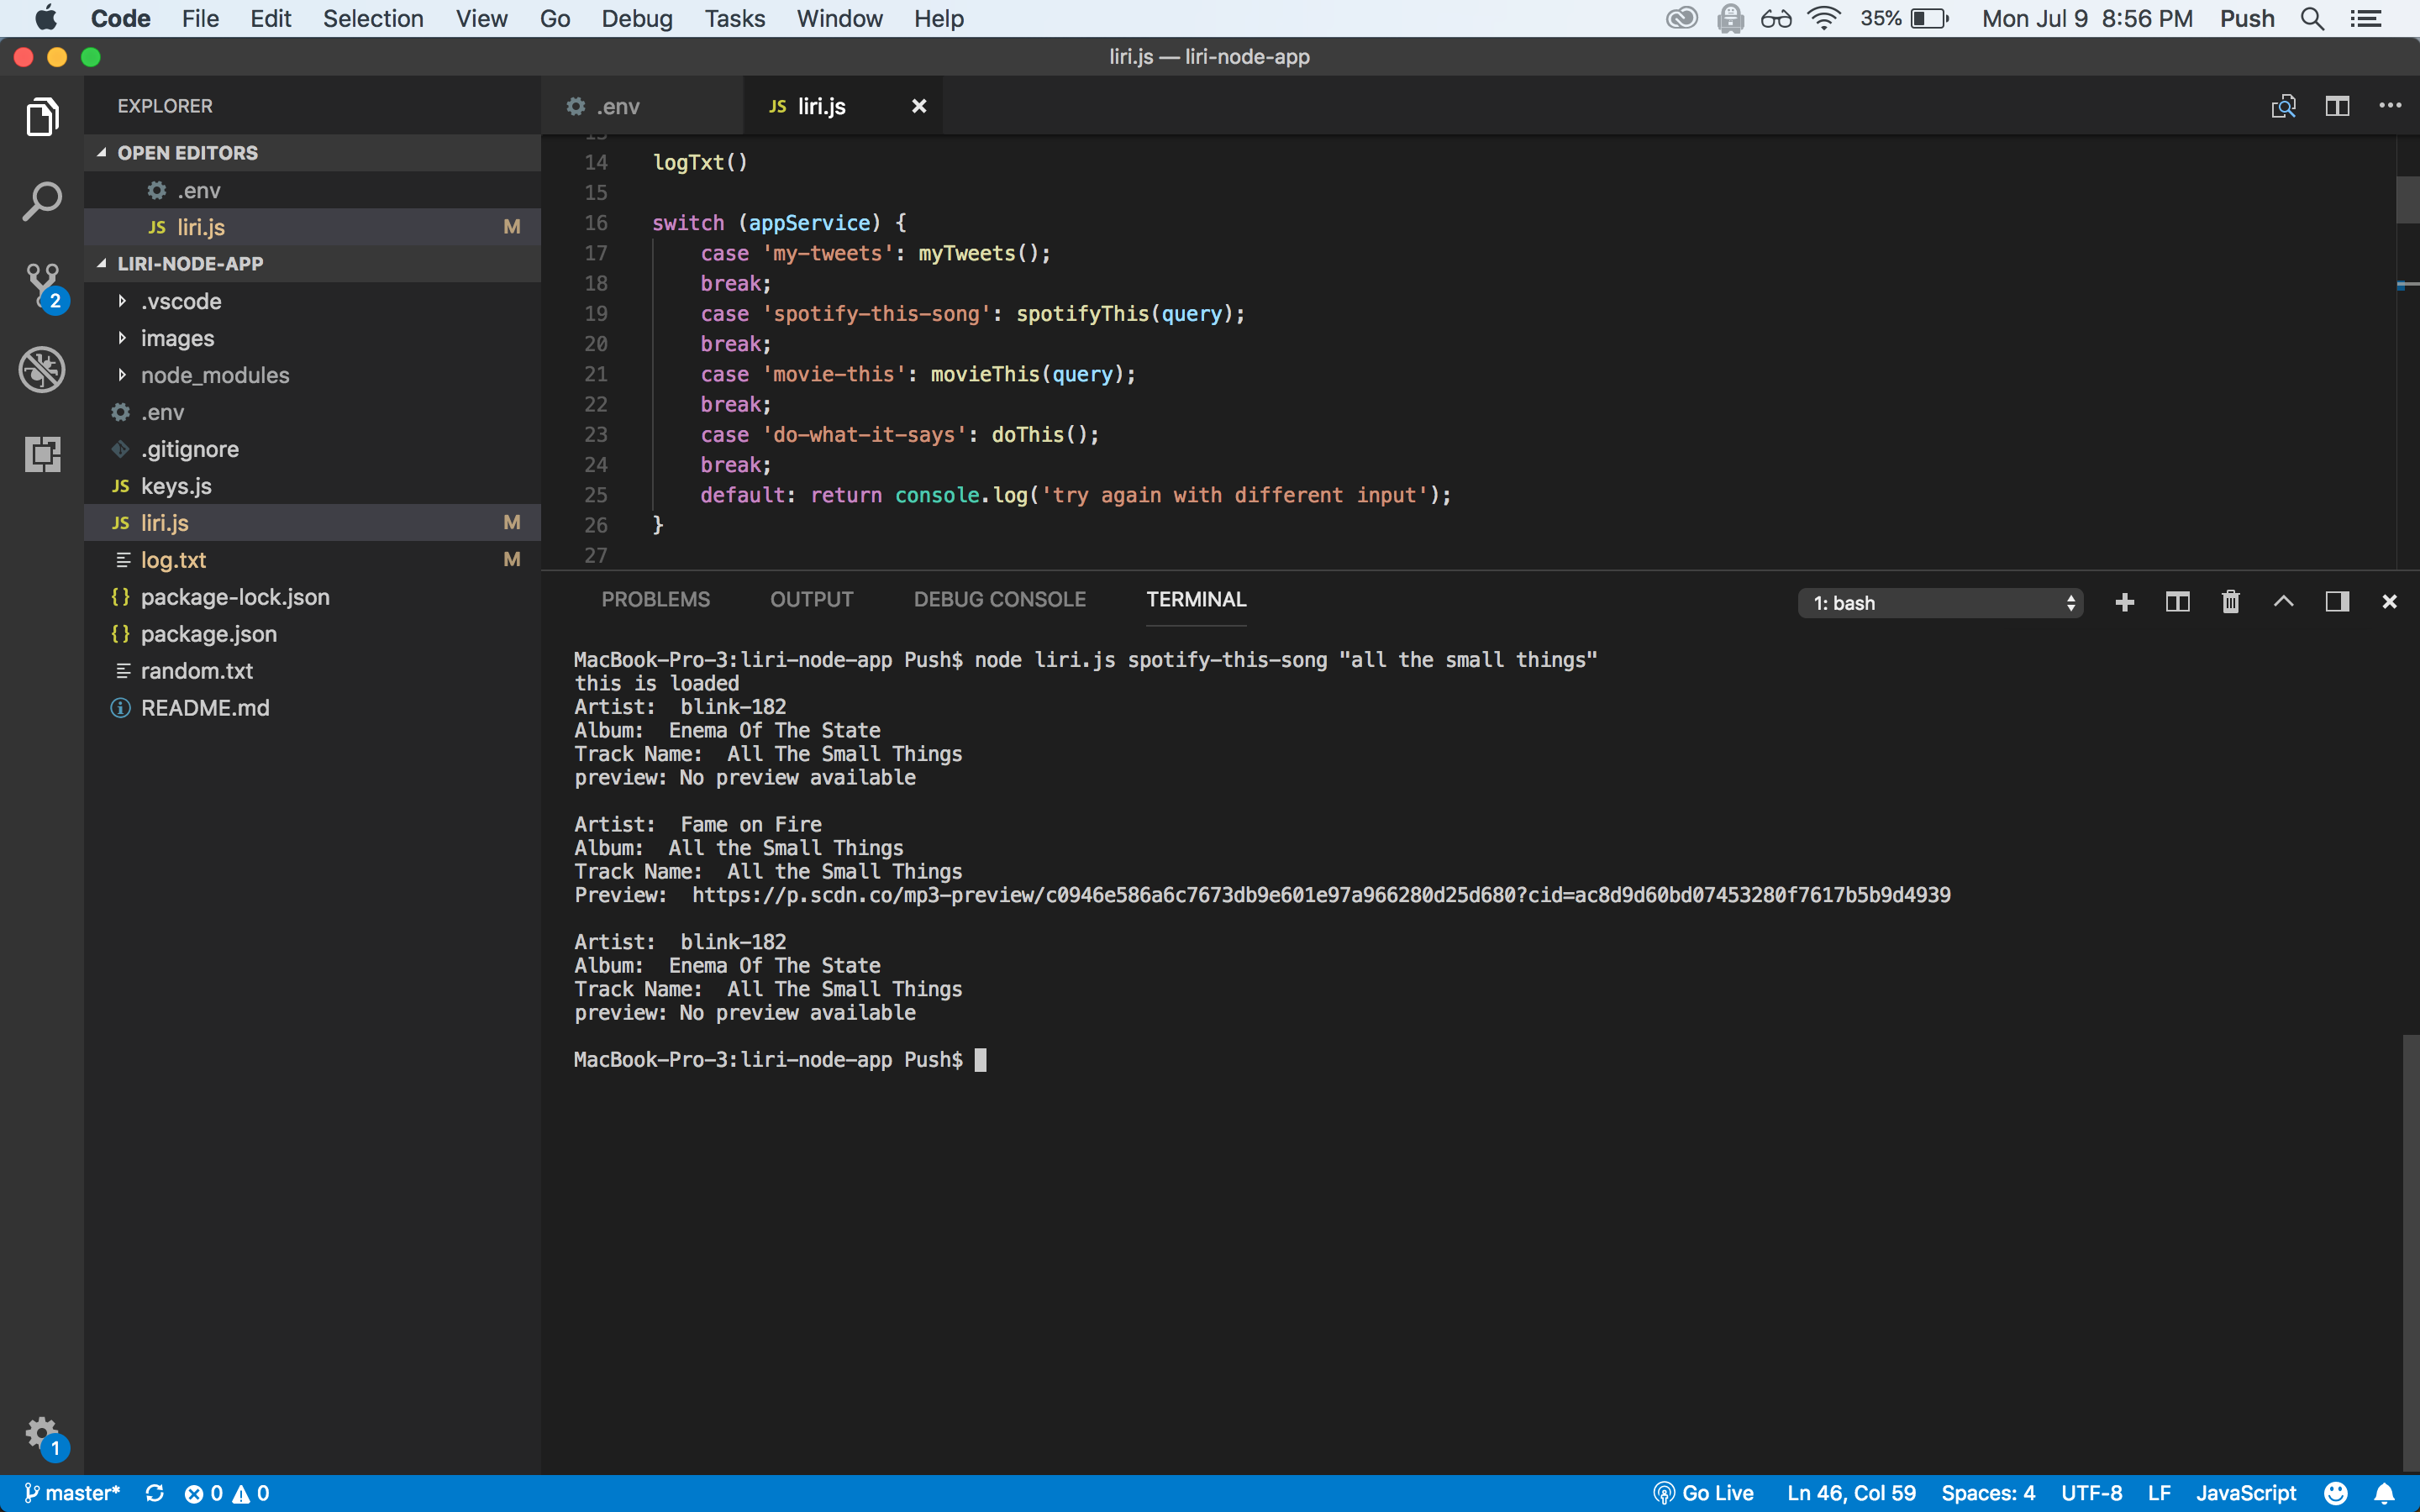 Code File Edit Selection View Go Debug Tasks Window Help 35% Mon Jul 9 8:56 PM Push
liri.js — liri-node-app
EXPLORER
OPEN EDITORS
.env
JS liri.js M
LIRI-NODE-APP
.vscode
images
node_modules
.env
.gitignore
JS keys.js
JS liri.js M
log.txt M
{} package-lock.json
{} package.json
random.txt
README.md
2
1
.env JS liri.js
13
14 logTxt()
15
16 switch (appService) {
17 case 'my-tweets': myTweets();
18 break;
19 case 'spotify-this-song': spotifyThis(query);
20 break;
21 case 'movie-this': movieThis(query);
22 break;
23 case 'do-what-it-says': doThis();
24 break;
25 default: return console.log('try again with different input');
26 }
27
PROBLEMS OUTPUT DEBUG CONSOLE TERMINAL 1: bash
MacBook-Pro-3:liri-node-app Push$ node liri.js spotify-this-song "all the small things"
this is loaded
Artist:  blink-182
Album:  Enema Of The State
Track Name:  All The Small Things
preview: No preview available
Artist:  Fame on Fire
Album:  All the Small Things
Track Name:  All the Small Things
Preview:  https://p.scdn.co/mp3-preview/c0946e586a6c7673db9e601e97a966280d25d680?cid=ac8d9d60bd07453280f7617b5b9d4939
Artist:  blink-182
Album:  Enema Of The State
Track Name:  All The Small Things
preview: No preview available
MacBook-Pro-3:liri-node-app Push$
master* 0 0 Go Live Ln 46, Col 59 Spaces: 4 UTF-8 LF JavaScript